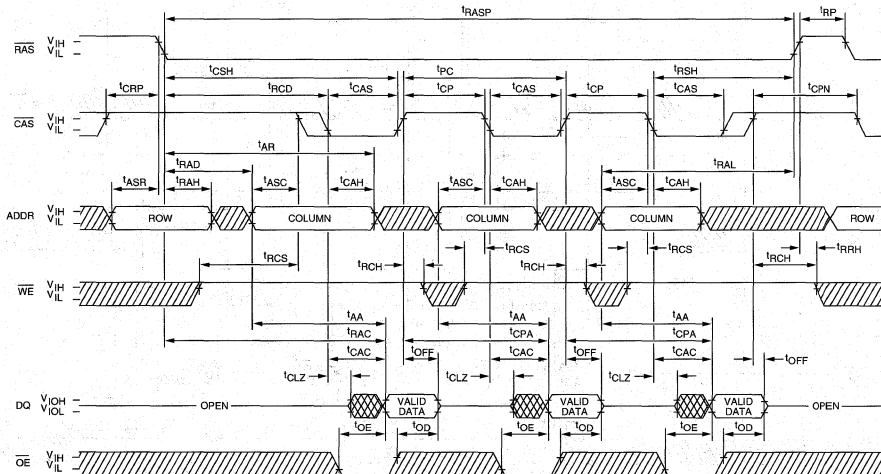 tRASP tRP
RAS VIH
VIL
tCSH tPC tRSH
tCRP tRCD tCAS tCP tCAS tCP tCAS tCPN
CAS VIH
VIL
tAR
tRAD tRAL
tASR tRAH tASC tCAH tASC tCAH tASC tCAH
ADDR VIH
VIL ROW COLUMN COLUMN COLUMN ROW
tRCS tRCH tRCS tRCH tRCS tRCH tRRH
WE VIH
VIL
tAA tAA tAA
tRAC tCPA tCPA
tCAC tOFF tCAC tOFF tCAC tOFF
tCLZ tCLZ tCLZ
DQ VIOH
VIOL OPEN VALID DATA VALID DATA VALID DATA OPEN
tOE tOD tOE tOD tOE tOD
OE VIH
VIL